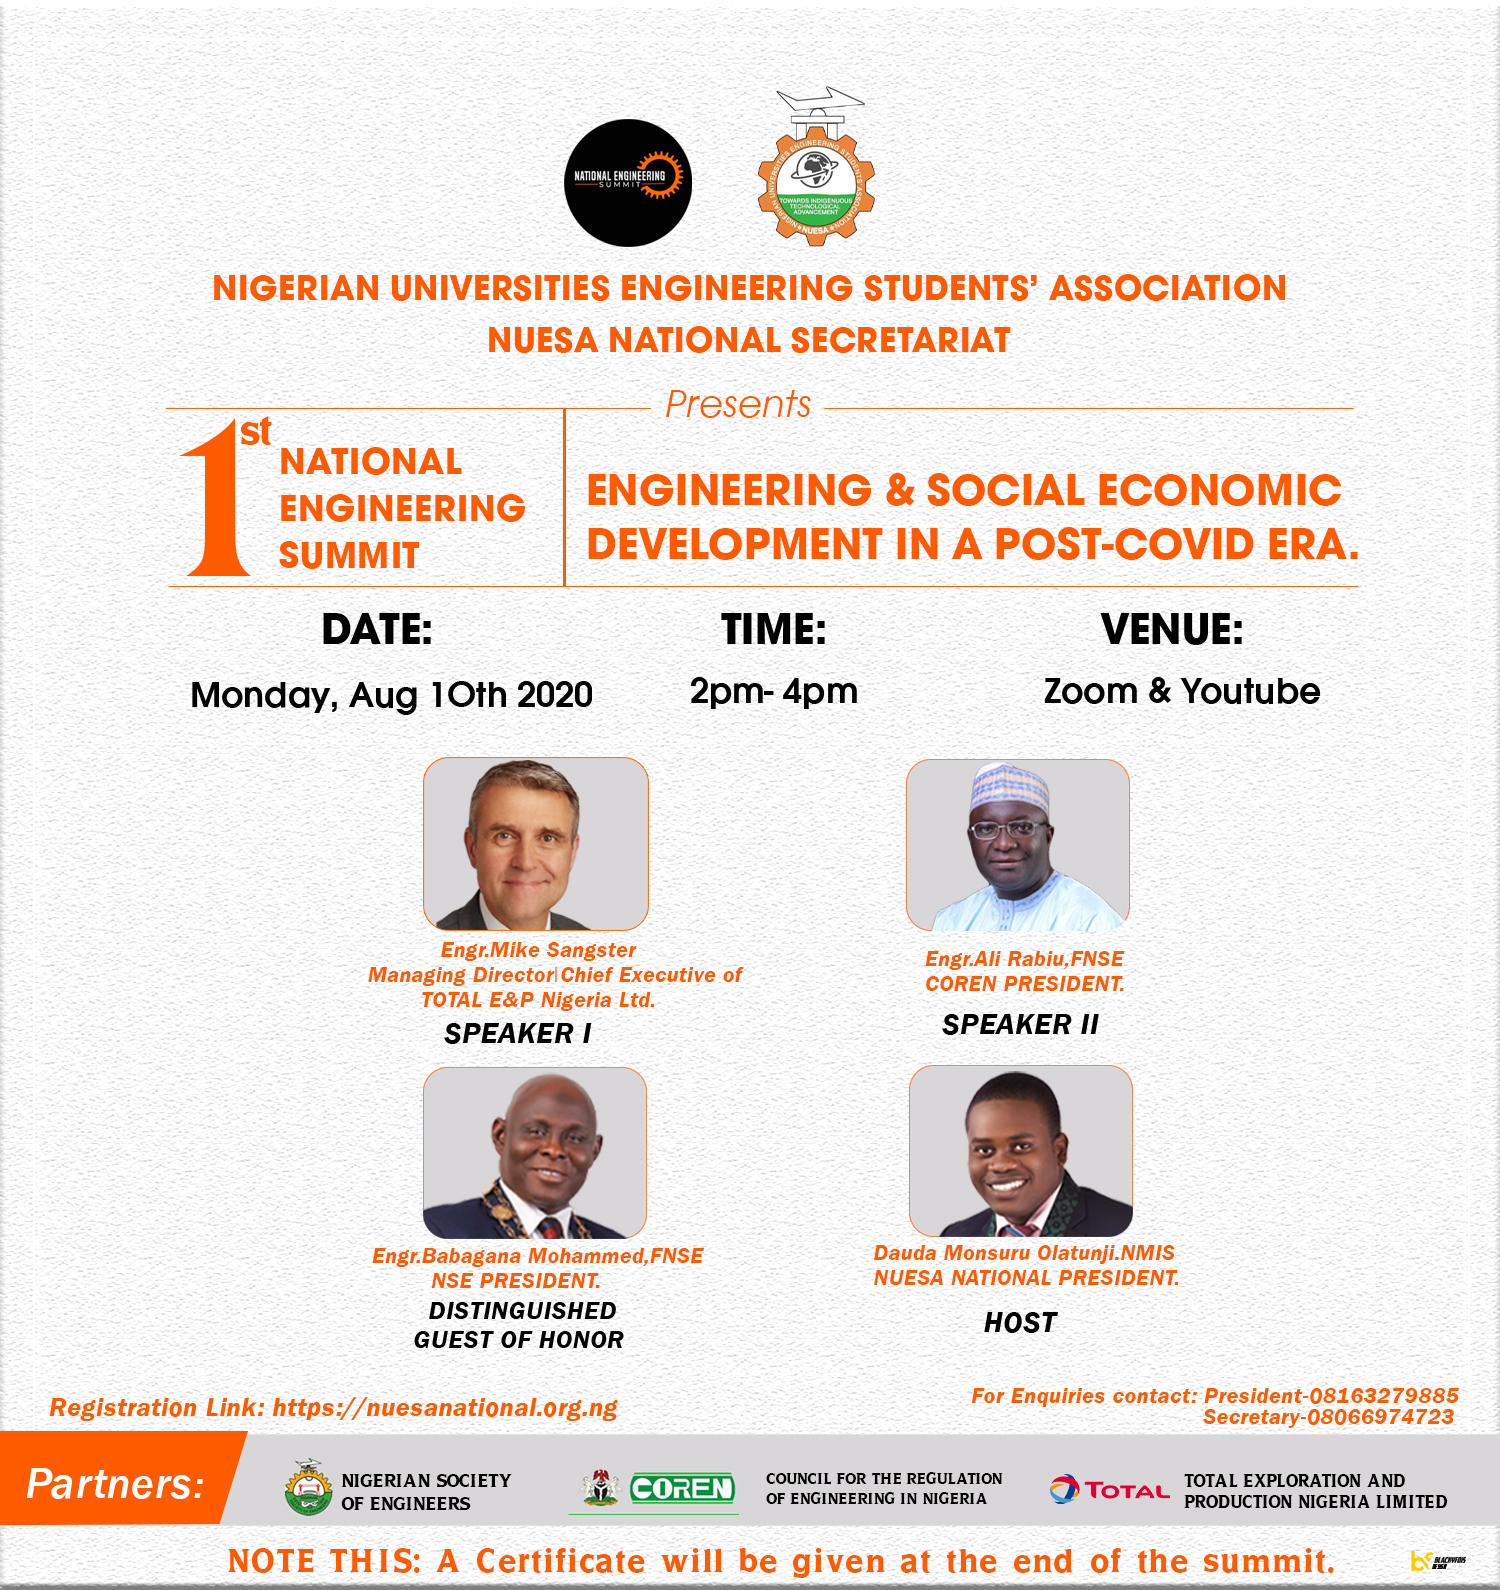 NATIONAL ENGINEERING
SUMMIT
NIGERIAN UNIVERSITIES ENGINEERING STUDENTS' ASSOCIATION
TOWARDS INDIGENOUS
TECHNOLOGICAL
ADVANCEMENT
NUESA
NIGERIAN UNIVERSITIES ENGINEERING STUDENTS’ ASSOCIATION
NUESA NATIONAL SECRETARIAT
Presents
1st
NATIONAL
ENGINEERING
SUMMIT
ENGINEERING & SOCIAL ECONOMIC
DEVELOPMENT IN A POST-COVID ERA.
DATE:
Monday, Aug 10th 2020
TIME:
2pm- 4pm
VENUE:
Zoom & Youtube
Engr.Mike Sangster
Managing Director|Chief Executive of
TOTAL E&P Nigeria Ltd.
SPEAKER I
Engr.Ali Rabiu,FNSE
COREN PRESIDENT.
SPEAKER II
Engr.Babagana Mohammed,FNSE
NSE PRESIDENT.
DISTINGUISHED
GUEST OF HONOR
Dauda Monsuru Olatunji.NMIS
NUESA NATIONAL PRESIDENT.
HOST
Registration Link: https://nuesanational.org.ng
For Enquiries contact: President-08163279885
Secretary-08066974723
Partners:
NIGERIAN SOCIETY
OF ENGINEERS
COREN
COUNCIL FOR THE REGULATION
OF ENGINEERING IN NIGERIA
TOTAL
TOTAL EXPLORATION AND
PRODUCTION NIGERIA LIMITED
NOTE THIS: A Certificate will be given at the end of the summit.